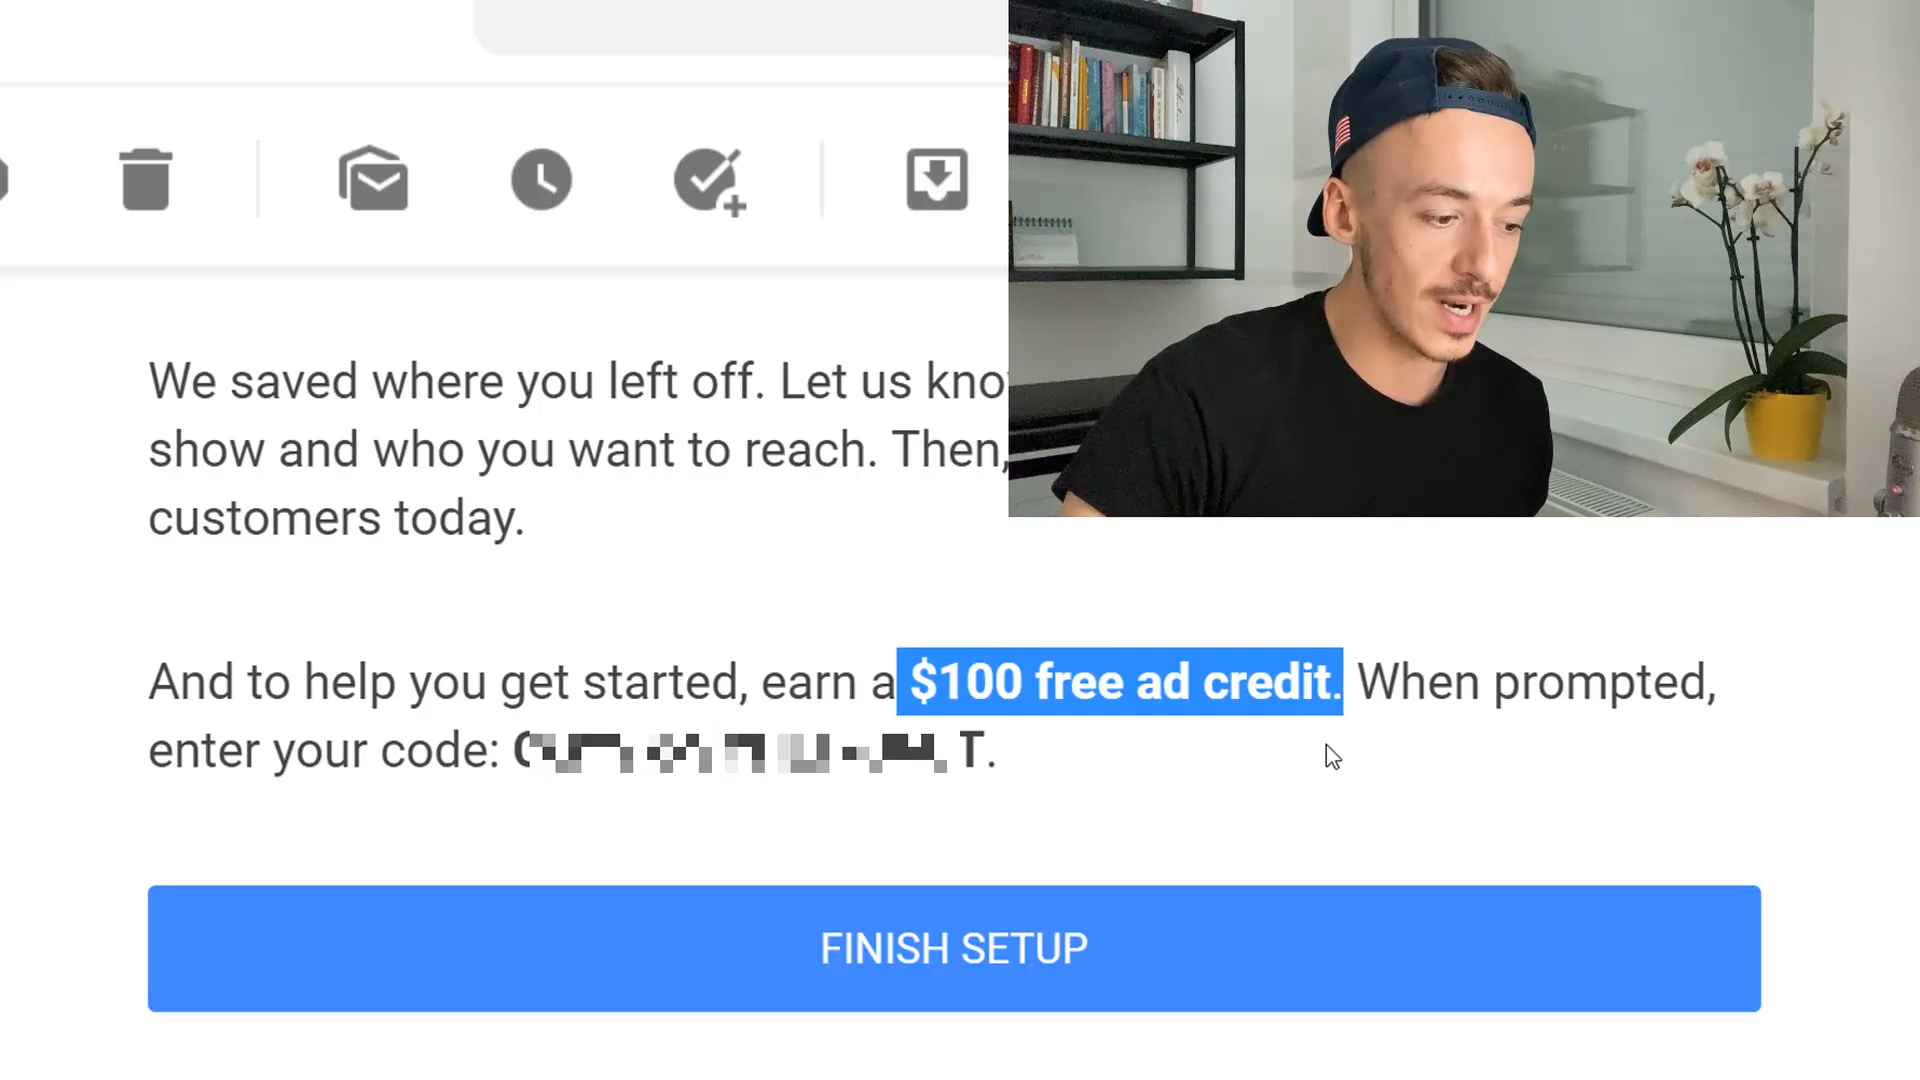 We saved where you left off. Let us
show and who you want to reach. Then,
customers today.
And to help you get started, earn a $100 free ad credit. When prompted,
enter your code:
FINISH SETUP